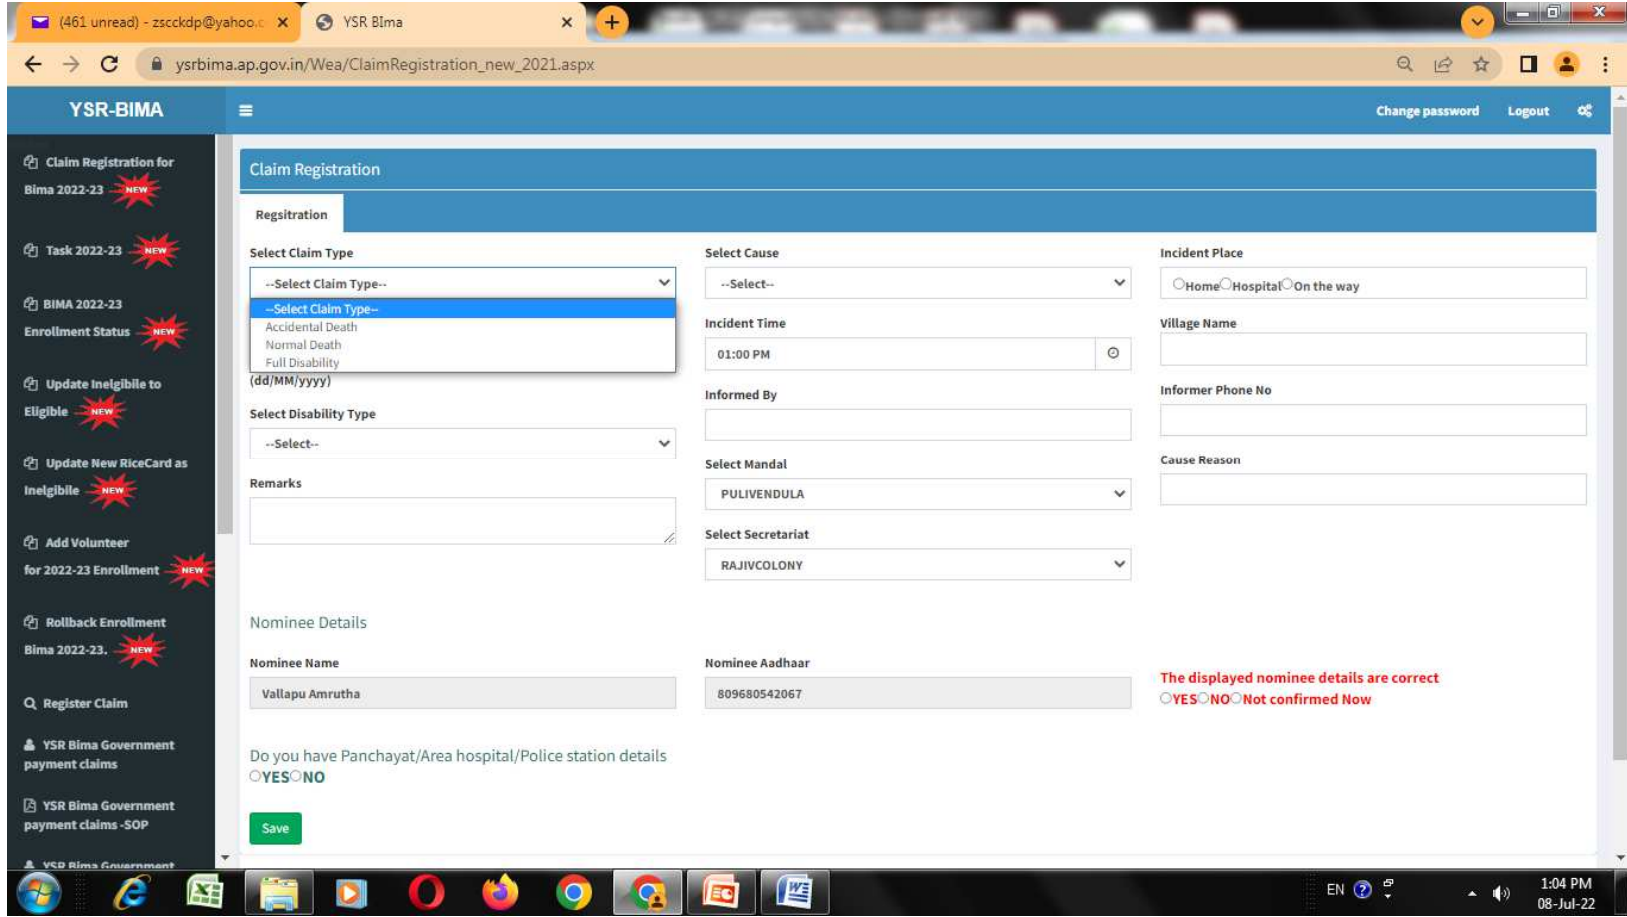 (461 unread) - zscckdp@yahoo.c
YSR BIma
ysrbima.ap.gov.in/Wea/ClaimRegistration_new_2021.aspx
YSR-BIMA
Change password
Logout
Claim Registration for
Bima 2022-23
NEW
Task 2022-23
NEW
BIMA 2022-23
Enrollment Status
NEW
Update Inelgibile to
Eligible
NEW
Update New RiceCard as
Inelgibile
NEW
Add Volunteer
for 2022-23 Enrollment
NEW
Rollback Enrollment
Bima 2022-23.
NEW
Register Claim
YSR Bima Government
payment claims
YSR Bima Government
payment claims -SOP
YSR Bima Government
Claim Registration
Regsitration
Select Claim Type
--Select Claim Type--
--Select Claim Type--
Accidental Death
Normal Death
Full Disability
(dd/MM/yyyy)
Select Disability Type
--Select--
Remarks
Select Cause
--Select--
Incident Time
01:00 PM
Informed By
Select Mandal
PULIVENDULA
Select Secretariat
RAJIVCOLONY
Incident Place
Home Hospital On the way
Village Name
Informer Phone No
Cause Reason
Nominee Details
Nominee Name
Vallapu Amrutha
Nominee Aadhaar
809680542067
The displayed nominee details are correct
YES NO Not confirmed Now
Do you have Panchayat/Area hospital/Police station details
YES NO
Save
EN
1:04 PM
08-Jul-22